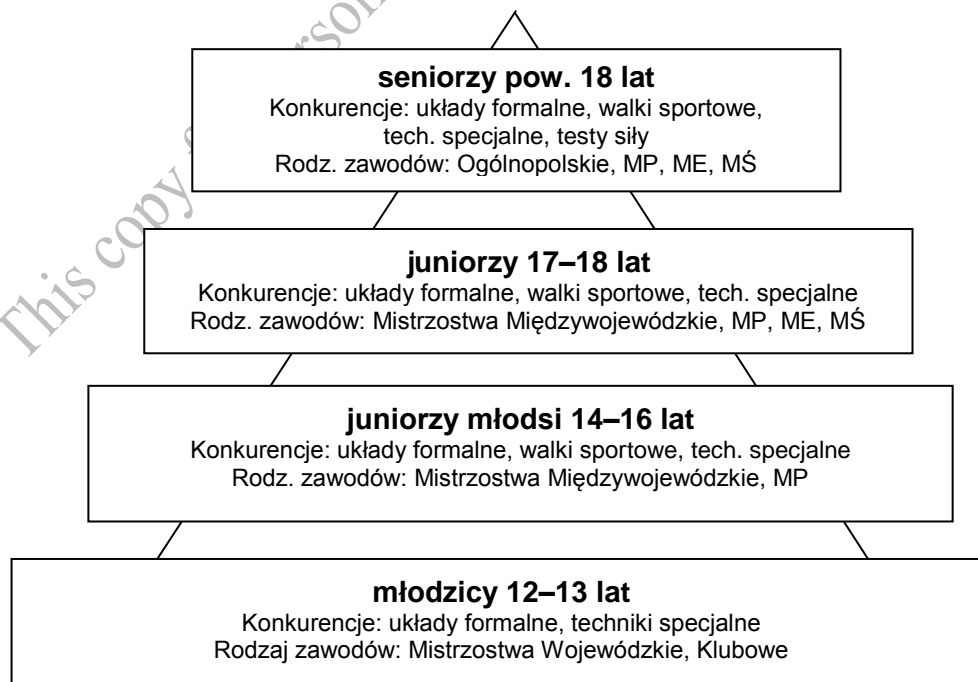 This copy
seniorzy pow. 18 lat
Konkurencje: układy formalne, walki sportowe,
tech. specjalne, testy siły
Rodz. zawodów: Ogólnopolskie, MP, ME, MŚ
juniorzy 17–18 lat
Konkurencje: układy formalne, walki sportowe, tech. specjalne
Rodz. zawodów: Mistrzostwa Międzywojewódzkie, MP, ME, MŚ
juniorzy młodsi 14–16 lat
Konkurencje: układy formalne, walki sportowe, tech. specjalne
Rodz. zawodów: Mistrzostwa Międzywojewódzkie, MP
młodzicy 12–13 lat
Konkurencje: układy formalne, techniki specjalne
Rodzaj zawodów: Mistrzostwa Wojewódzkie, Klubowe